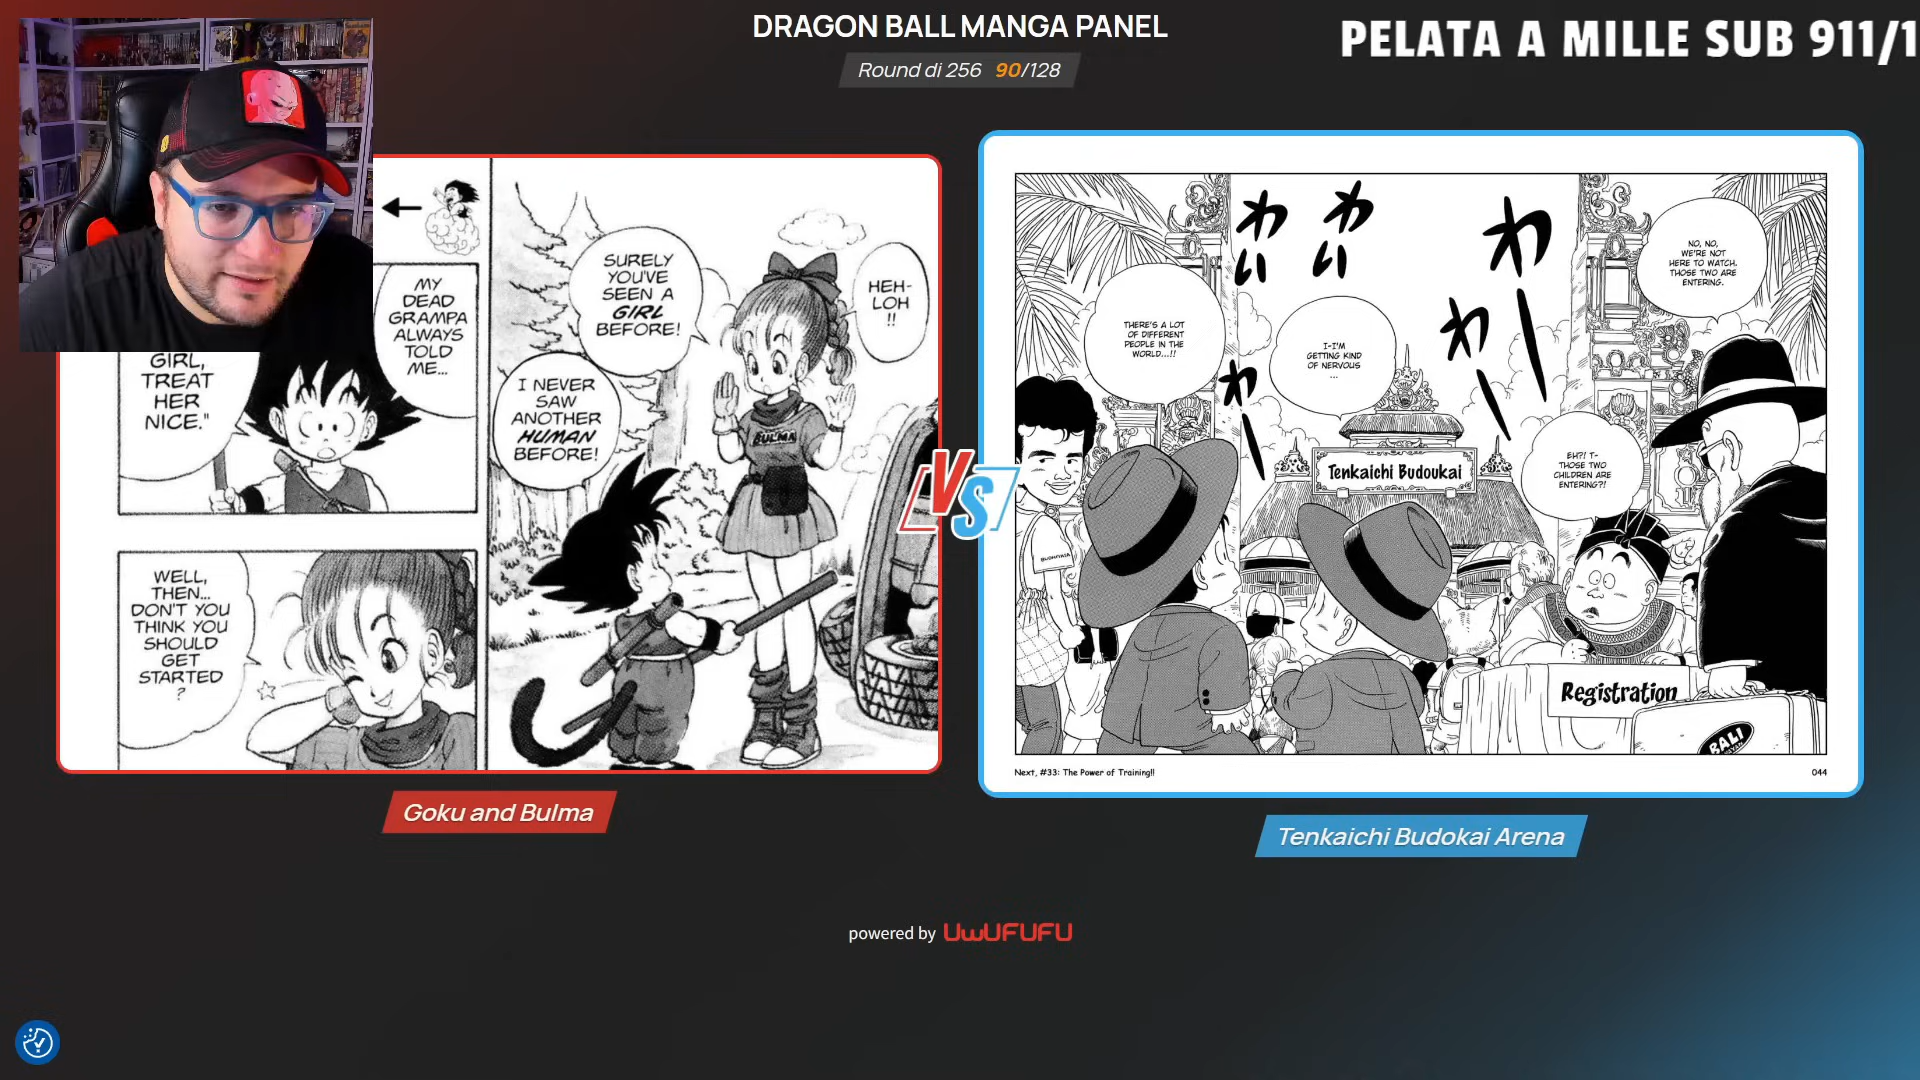 DRAGON BALL MANGA PANEL
Round di 256 90/128
PELATA A MILLE SUB 911/1
MY
DEAD
GRAMPA
ALWAYS
TOLD
ME...
GIRL,
TREAT
HER
NICE."
SURELY
YOU'VE
SEEN A
GIRL
BEFORE!
HEH-
LOH
!!
I NEVER
SAW
ANOTHER
HUMAN
BEFORE!
BULMA
WELL,
THEN...
DON'T YOU
THINK YOU
SHOULD
GET
STARTED
?
VS
わい
わい
わー
わー
わー
NO, NO,
WE'RE NOT
HERE TO WATCH.
THOSE TWO ARE
ENTERING.
THERE'S A LOT
OF DIFFERENT
PEOPLE IN THE
WORLD...!!
I-I'M
GETTING KIND
OF NERVOUS
...
EH?! T-
THOSE TWO
CHILDREN ARE
ENTERING?!
Tenkaichi Budoukai
Registration
BALI
Next, #33: The Power of Training!!
044
Goku and Bulma
Tenkaichi Budokai Arena
powered by UwUFUFU